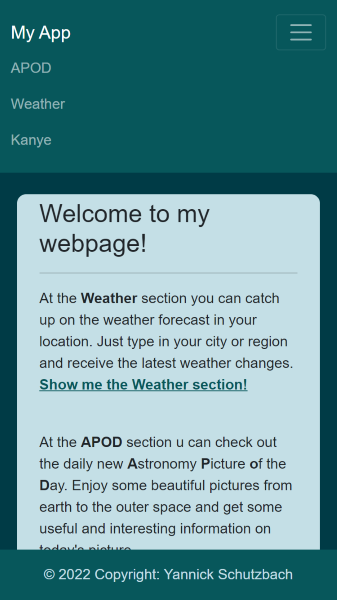 My App
APOD
Weather
Kanye
Welcome to my
webpage!
At the Weather section you can catch
up on the weather forecast in your
location. Just type in your city or region
and receive the latest weather changes.
Show me the Weather section!
At the APOD section u can check out
the daily new Astronomy Picture of the
Day. Enjoy some beautiful pictures from
earth to the outer space and get some
useful and interesting information on
today's picture
© 2022 Copyright: Yannick Schutzbach